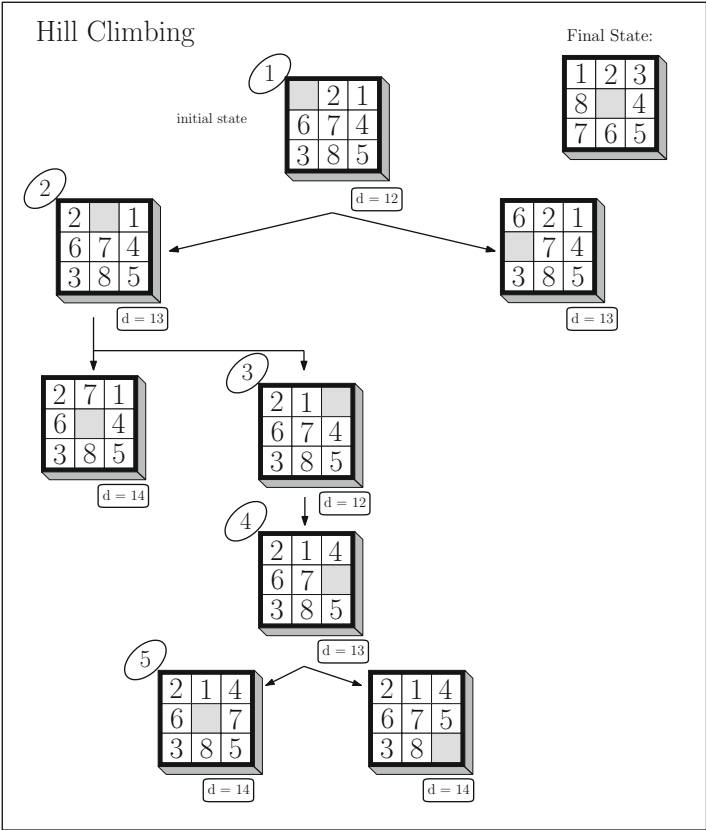 Hill Climbing
Final State:
1 2 3
8 4
7 6 5
1
initial state
2 1
6 7 4
3 8 5
d = 12
2
2 1
6 7 4
3 8 5
d = 13
6 2 1
7 4
3 8 5
d = 13
2 7 1
6 4
3 8 5
d = 14
3
2 1
6 7 4
3 8 5
d = 12
4
2 1 4
6 7
3 8 5
d = 13
5
2 1 4
6 7
3 8 5
d = 14
2 1 4
6 7 5
3 8
d = 14